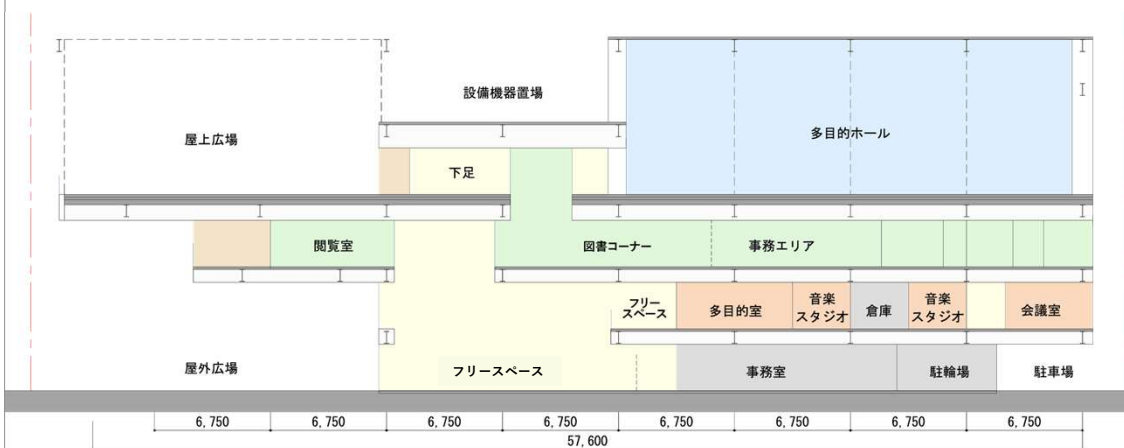 設備機器置場
屋上広場
多目的ホール
下足
閲覧室
図書コーナー
事務エリア
フリー
スペース
多目的室
音楽
スタジオ
倉庫
音楽
スタジオ
会議室
屋外広場
フリースペース
事務室
駐輪場
駐車場
6,750
6,750
6,750
6,750
6,750
6,750
6,750
6,750
57,600